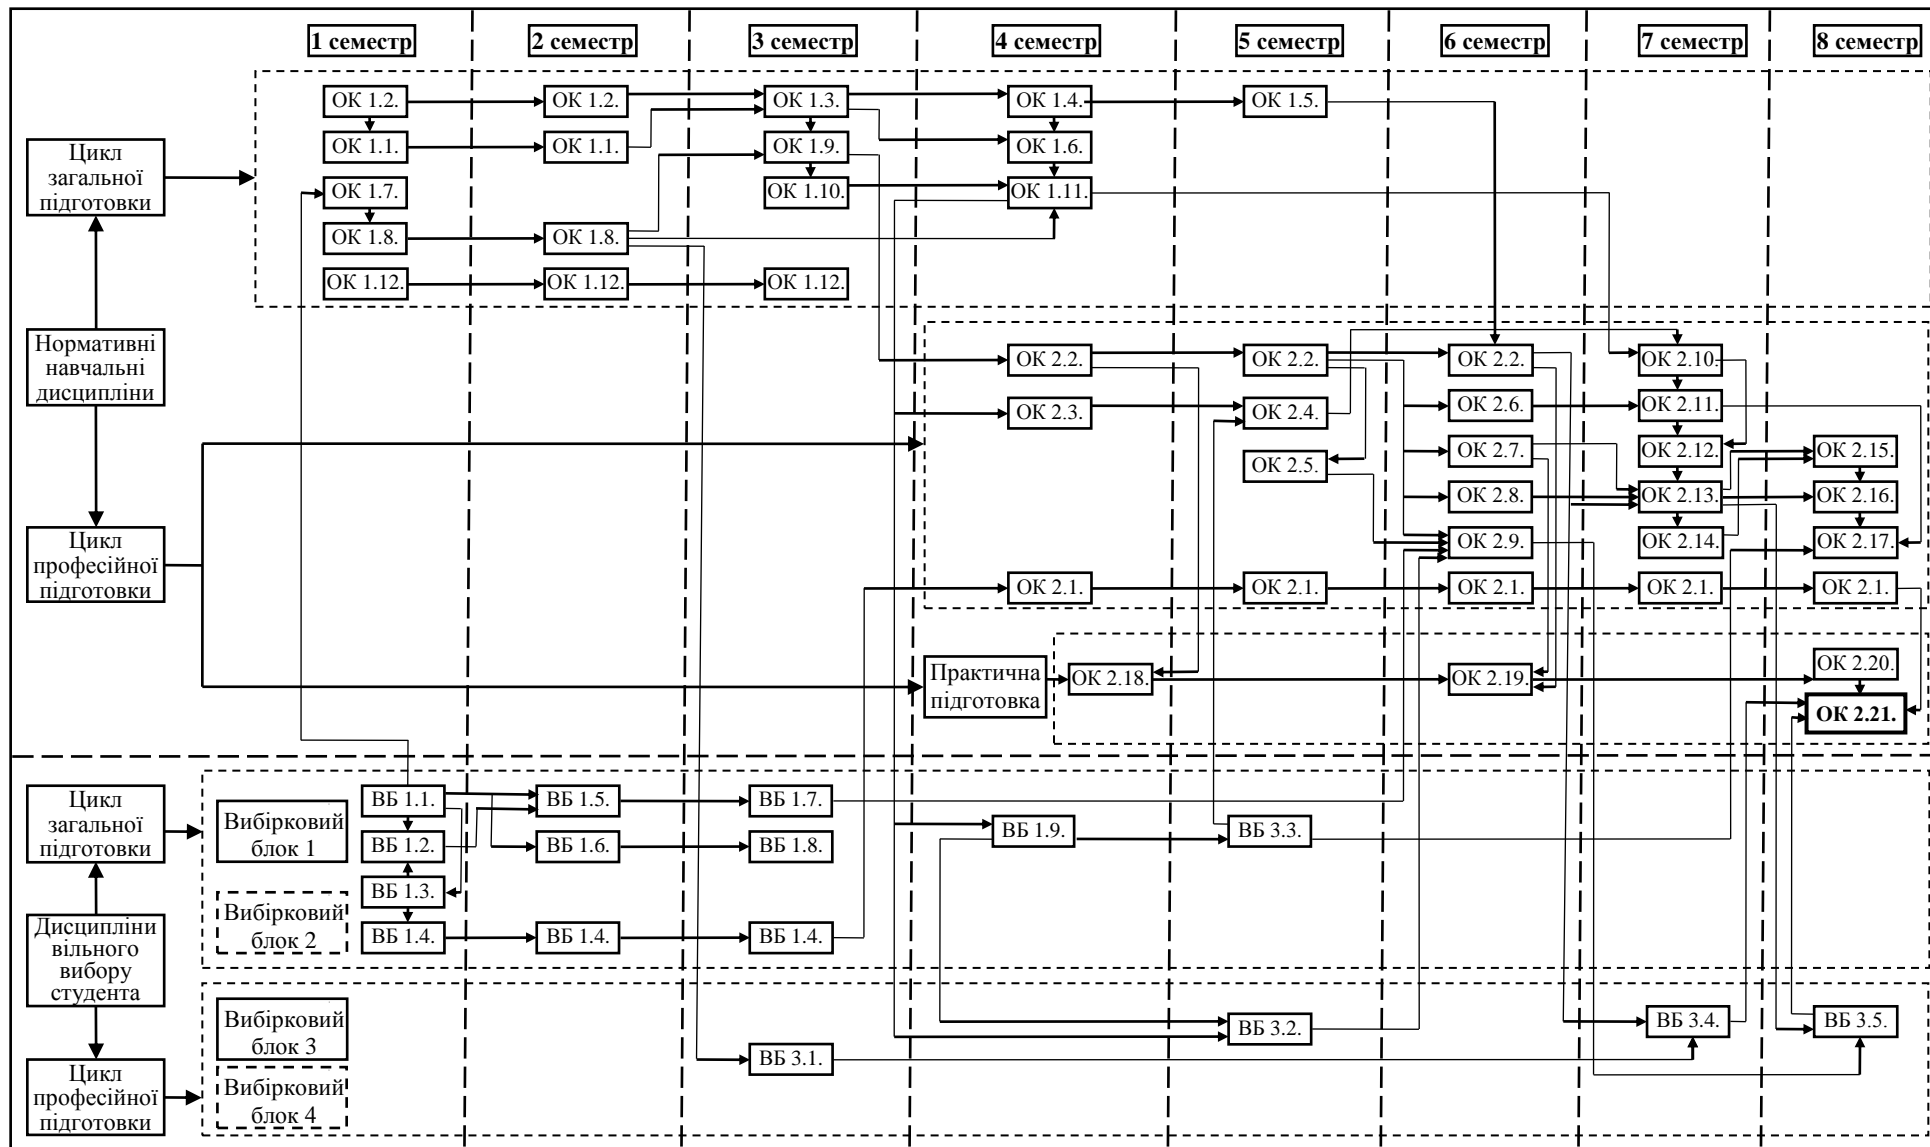 1 семестр
2 семестр
3 семестр
4 семестр
5 семестр
6 семестр
7 семестр
8 семестр
ОК 1.2.
ОК 1.2.
ОК 1.3.
ОК 1.4.
ОК 1.5.
Цикл
загальної
підготовки
ОК 1.1.
ОК 1.1.
ОК 1.9.
ОК 1.6.
ОК 1.7.
ОК 1.10.
ОК 1.11.
ОК 1.8.
ОК 1.8.
ОК 1.12.
ОК 1.12.
ОК 1.12.
Нормативні
навчальні
дисципліни
ОК 2.2.
ОК 2.2.
ОК 2.2.
ОК 2.10.
ОК 2.3.
ОК 2.4.
ОК 2.6.
ОК 2.11.
ОК 2.5.
ОК 2.7.
ОК 2.12.
ОК 2.15.
ОК 2.8.
ОК 2.13.
ОК 2.16.
Цикл
професійної
підготовки
ОК 2.9.
ОК 2.14.
ОК 2.17.
ОК 2.1.
ОК 2.1.
ОК 2.1.
ОК 2.1.
ОК 2.1.
Практична
підготовка
ОК 2.18.
ОК 2.19.
ОК 2.20.
ОК 2.21.
Цикл
загальної
підготовки
Вибірковий
блок 1
ВБ 1.1.
ВБ 1.5.
ВБ 1.7.
ВБ 1.2.
ВБ 1.6.
ВБ 1.8.
ВБ 1.9.
ВБ 3.3.
ВБ 1.3.
Вибірковий
блок 2
ВБ 1.4.
ВБ 1.4.
ВБ 1.4.
Дисципліни
вільного
вибору
студента
Вибірковий
блок 3
ВБ 3.2.
ВБ 3.4.
ВБ 3.5.
ВБ 3.1.
Цикл
професійної
підготовки
Вибірковий
блок 4